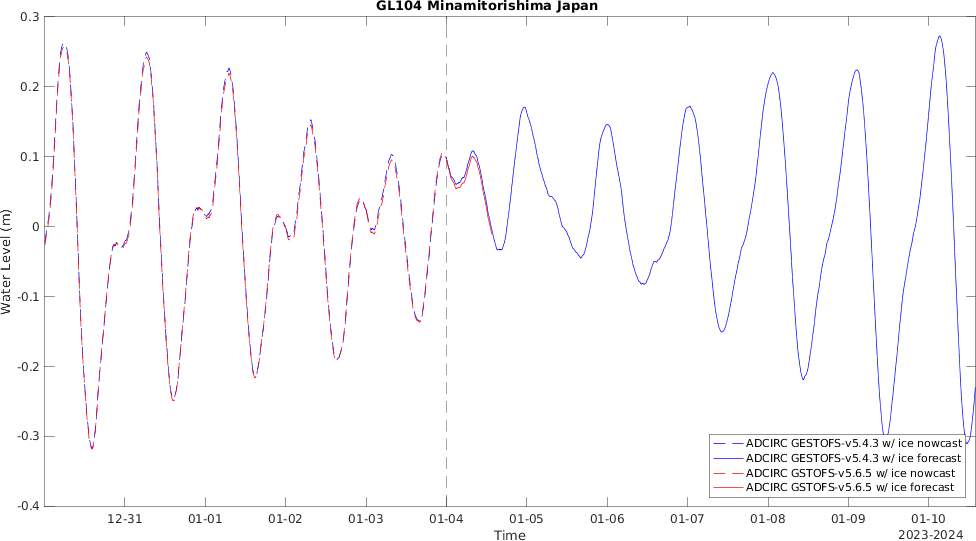 GL104 Minamitorishima Japan
0.3
0.2
0.1
0
-0.1
-0.2
-0.3
-0.4
Water Level (m)
ADCIRC GESTOFS-v5.4.3 w/ ice nowcast
ADCIRC GESTOFS-v5.4.3 w/ ice forecast
ADCIRC GSTOFS-v5.6.5 w/ ice nowcast
ADCIRC GSTOFS-v5.6.5 w/ ice forecast
12-31 01-01 01-02 01-03 01-04 01-05 01-06 01-07 01-08 01-09 01-10
2023-2024
Time